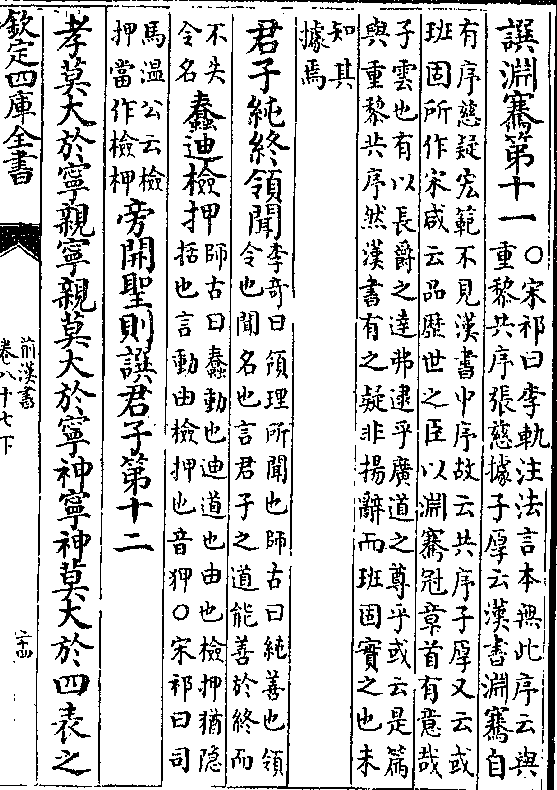 譔淵騫第十一　○宋祁曰李軌注法言本無此序云與
重黎共序張慈據子厚云漢書淵騫自
有序慈疑宏範不見漢書中序故云共序子厚又云或
班固所作宋咸云品歴世之臣以淵騫冠章首有意哉
子雲也有以長爵之逹弗逮乎廣道之尊乎或云是篇
與重黎共序然漢書有之疑非揚辭而班固寘之也未
知其
據焉
君子純終領聞李奇曰領理所聞也師古曰純善也領
令也聞名也言君子之道能善於終而
不失
令名蠢迪檢押師古曰蠢動也迪道也由也檢押猶隐
括也言動由檢押也音狎○宋祁曰司
馬溫公云檢
押當作檢柙旁開聖則譔君子第十二
孝莫大於寧親寧親莫大於寧神寧神莫大於四表之
欽定四庫全書
前漢書
卷八十七下
二十四